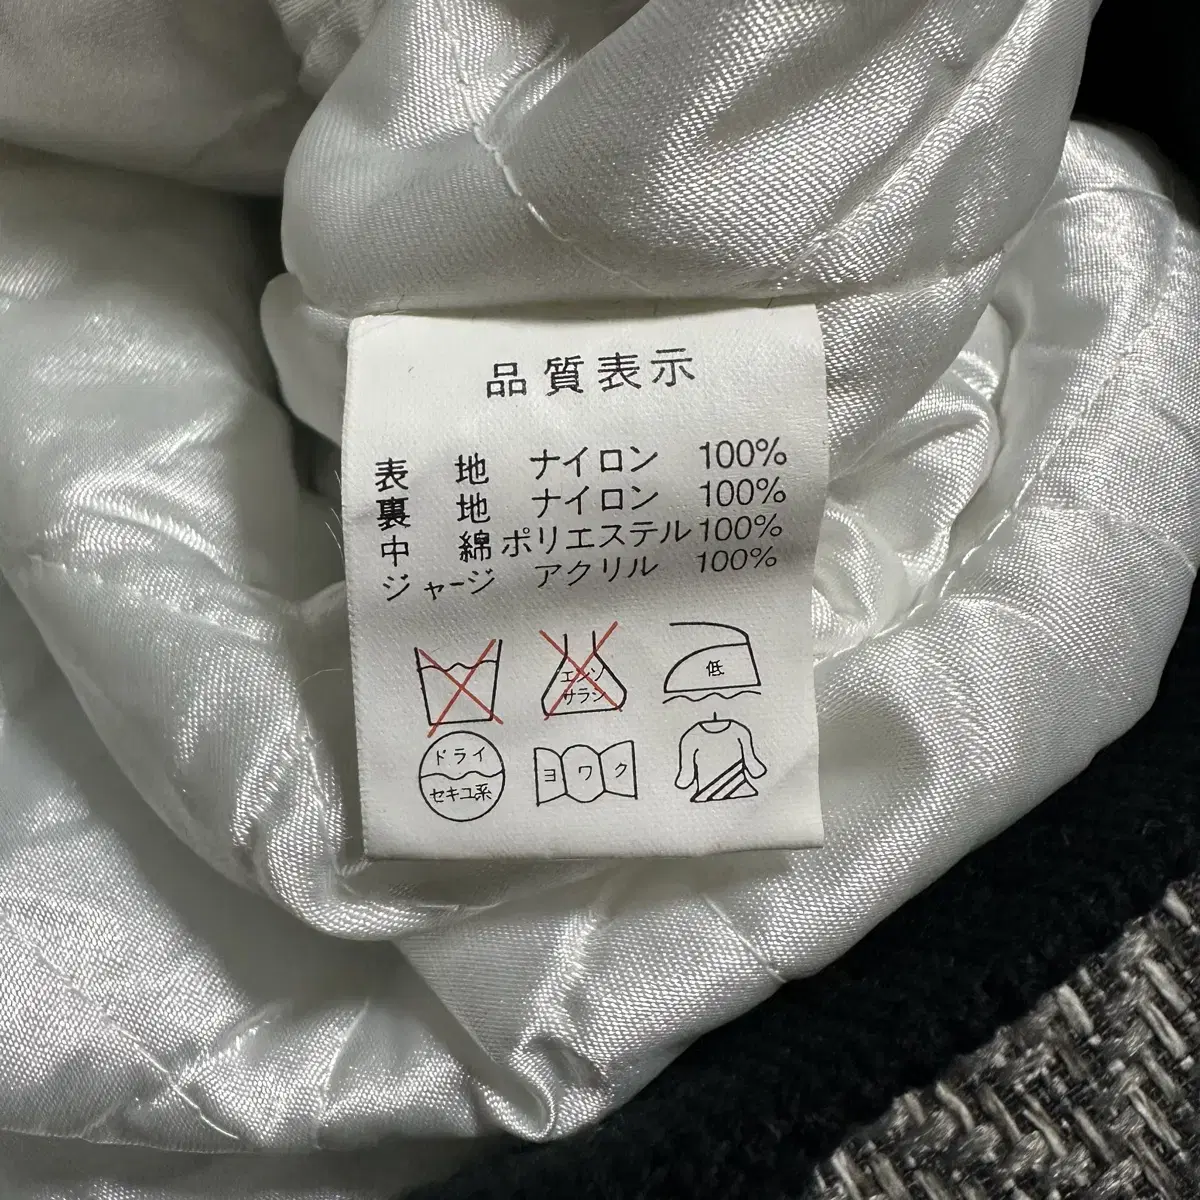 品質表示
表 地 ナイロン 100%
裏 地 ナイロン 100%
中 綿 ポリエステル 100%
ジャージ アクリル 100%
エンソ
サラシ
低
ドライ
セキユ系
ヨワク